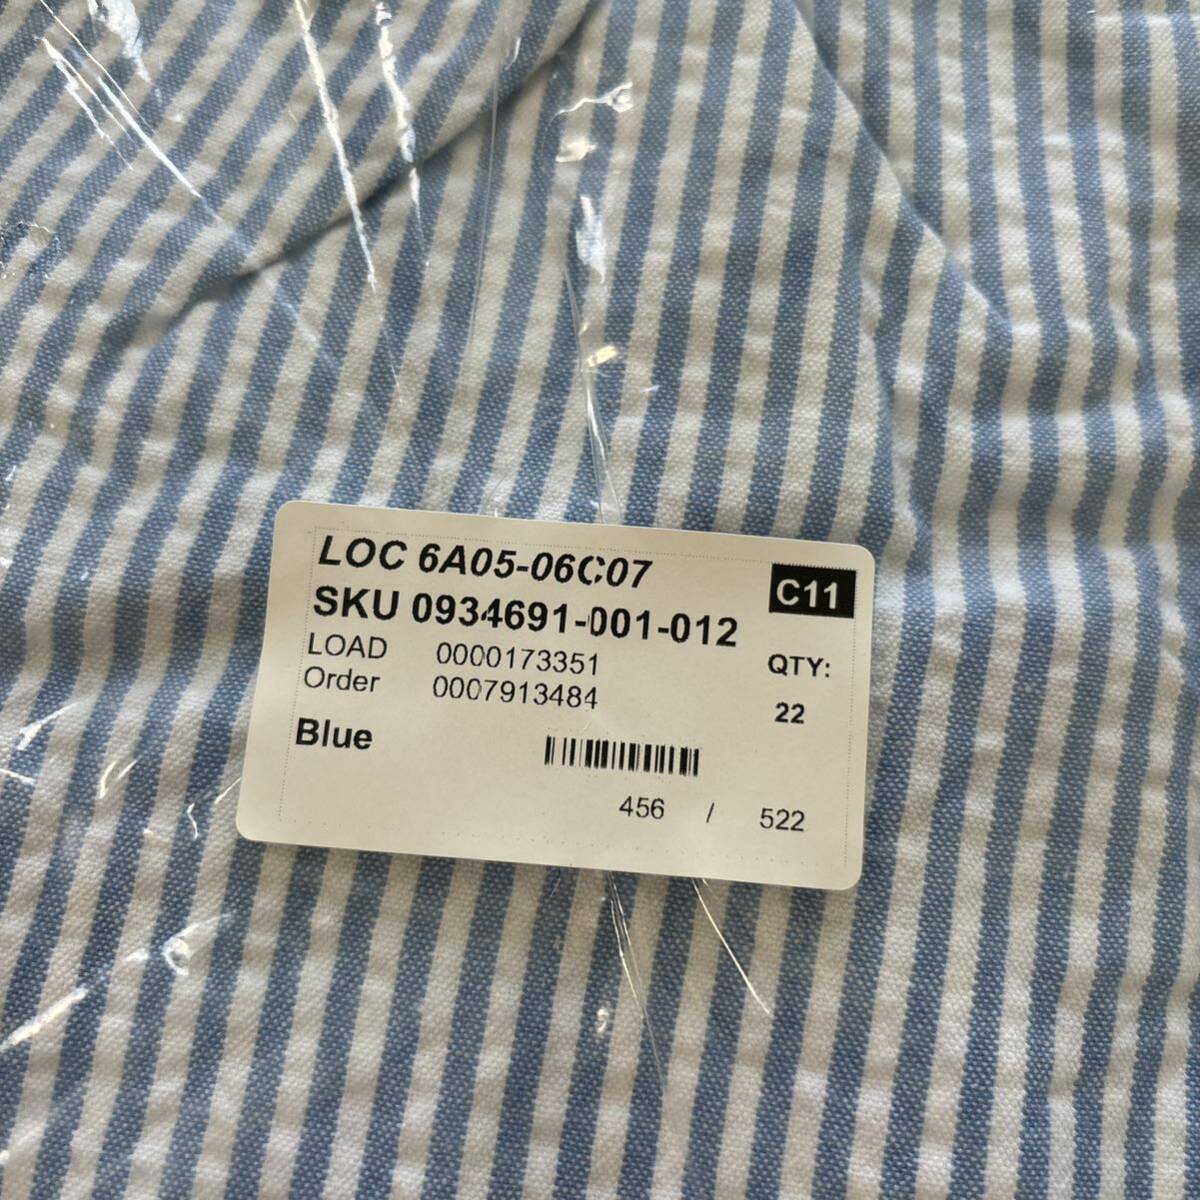 LOC 6A05-06C07
C11
SKU 0934691-001-012
LOAD 0000173351
QTY:
Order 0007913484
22
Blue
456 / 522